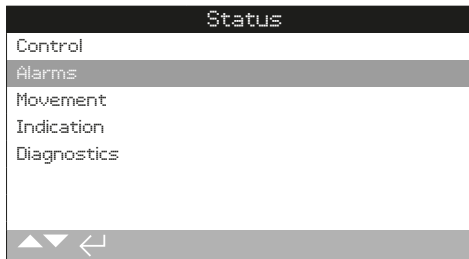 Status
Control
Alarms
Movement
Indication
Diagnostics